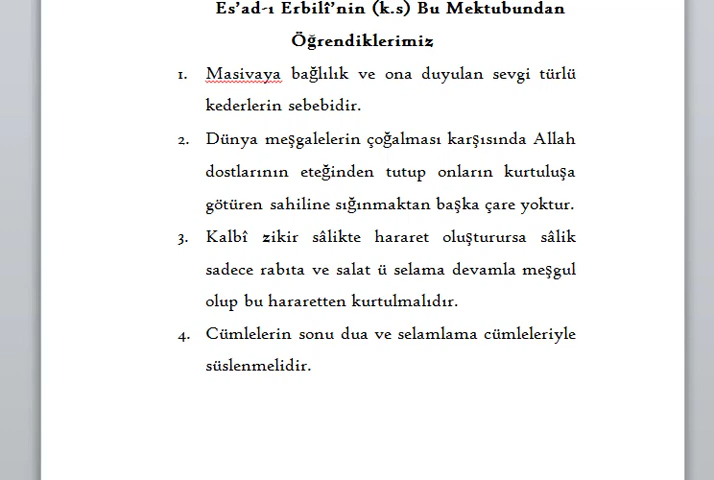 Es’ad-ı Erbilî’nin (k.s) Bu Mektubundan
Öğrendiklerimiz
1. Masivaya bağlılık ve ona duyulan sevgi türlü
kederlerin sebebidir.
2. Dünya meşgalelerin çoğalması karşısında Allah
dostlarının eteğinden tutup onların kurtuluşa
götüren sahiline sığınmaktan başka çare yoktur.
3. Kalbî zikir sâlikte hararet oluşturursa sâlik
sadece rabıta ve salat ü selama devamla meşgul
olup bu hararetten kurtulmalıdır.
4. Cümlelerin sonu dua ve selamlama cümleleriyle
süslenmelidir.